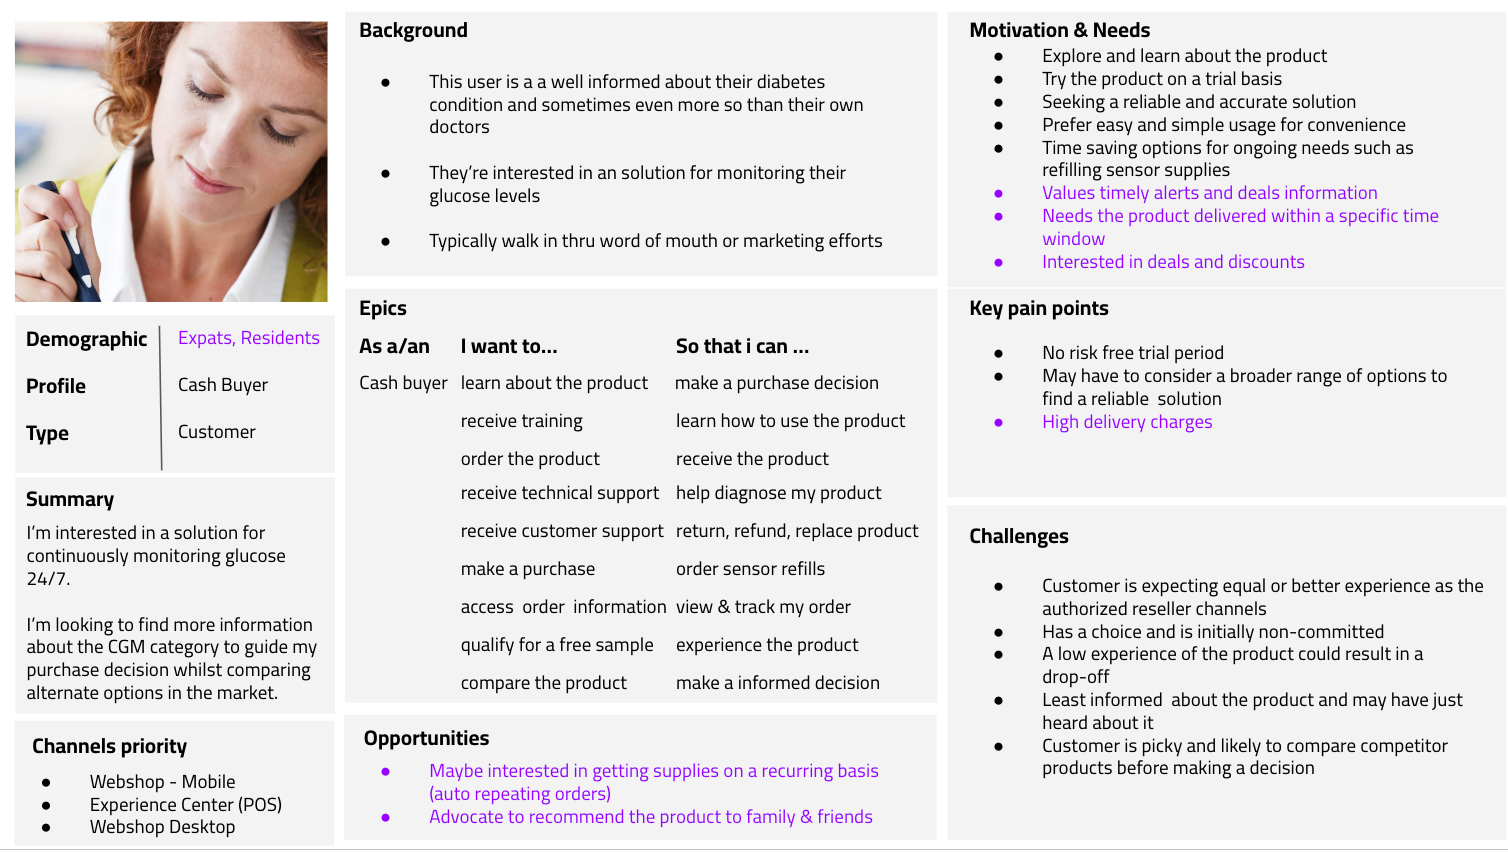 Demographic Expats, Residents
Profile Cash Buyer
Type Customer
Summary
I'm interested in a solution for
continuously monitoring glucose
24/7.
I'm looking to find more information
about the CGM category to guide my
purchase decision whilst comparing
alternate options in the market.
Channels priority
● Webshop - Mobile
● Experience Center (POS)
● Webshop Desktop
Background
● This user is a a well informed about their diabetes
condition and sometimes even more so than their own
doctors
● They're interested in an solution for monitoring their
glucose levels
● Typically walk in thru word of mouth or marketing efforts
Epics
As a/an I want to... So that i can ...
Cash buyer learn about the product make a purchase decision
receive training learn how to use the product
order the product receive the product
receive technical support help diagnose my product
receive customer support return, refund, replace product
make a purchase order sensor refills
access order information view & track my order
qualify for a free sample experience the product
compare the product make a informed decision
Opportunities
● Maybe interested in getting supplies on a recurring basis
(auto repeating orders)
● Advocate to recommend the product to family & friends
Motivation & Needs
● Explore and learn about the product
● Try the product on a trial basis
● Seeking a reliable and accurate solution
● Prefer easy and simple usage for convenience
● Time saving options for ongoing needs such as
refilling sensor supplies
● Values timely alerts and deals information
● Needs the product delivered within a specific time
window
● Interested in deals and discounts
Key pain points
● No risk free trial period
● May have to consider a broader range of options to
find a reliable solution
● High delivery charges
Challenges
● Customer is expecting equal or better experience as the
authorized reseller channels
● Has a choice and is initially non-committed
● A low experience of the product could result in a
drop-off
● Least informed about the product and may have just
heard about it
● Customer is picky and likely to compare competitor
products before making a decision